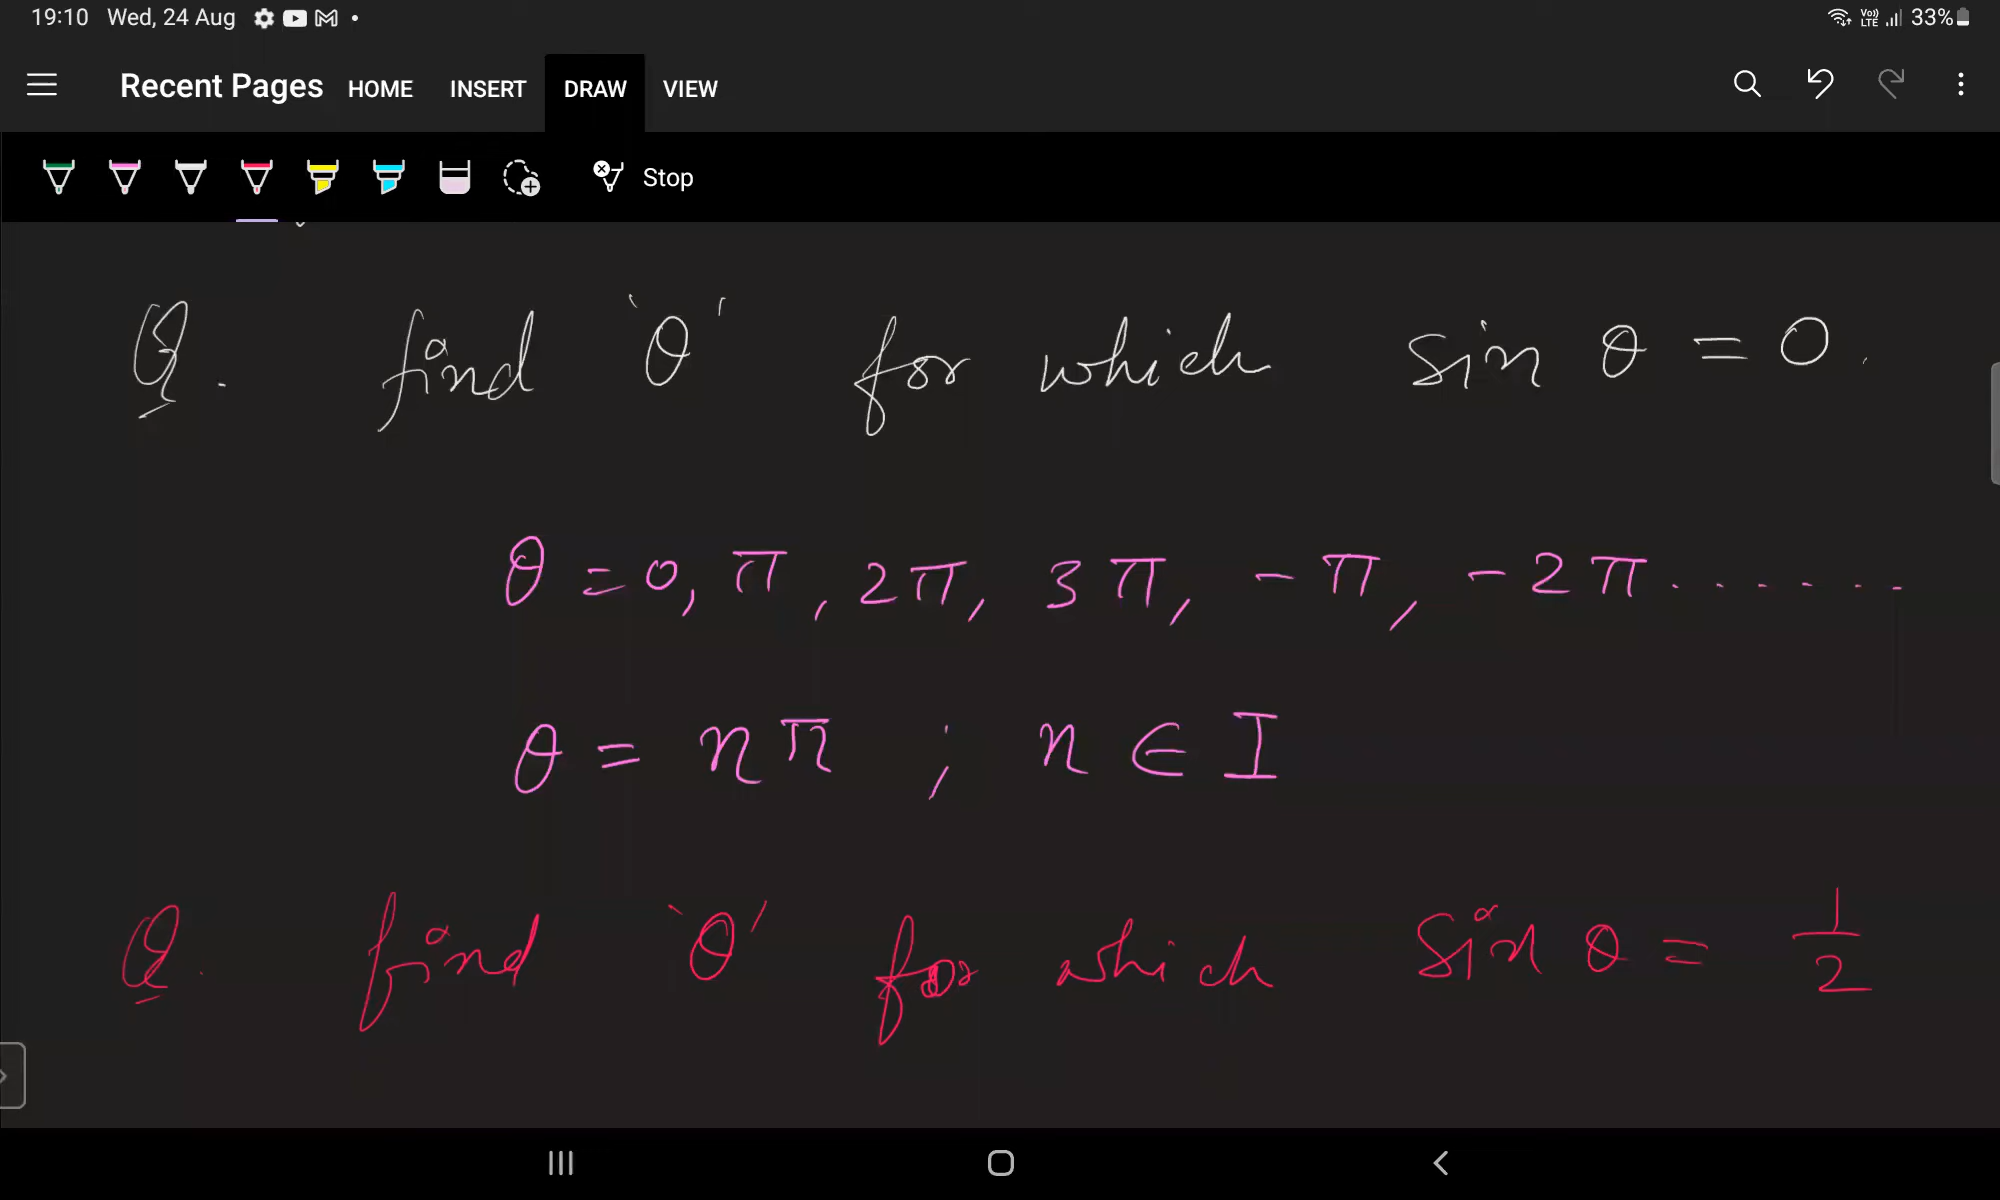 19:10 Wed, 24 Aug 33%
Recent Pages HOME INSERT DRAW VIEW
Stop
Q. find 'θ' for which sin θ = 0.
θ = 0, π, 2π, 3π, -π, -2π.......
θ = nπ ; n ∈ I
Q. find 'θ' for which sin θ = 1/2